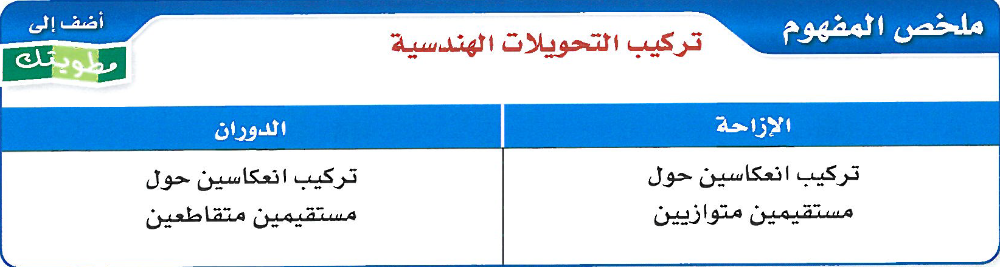 ملخص المفهوم
أضف إلى
مطويتك
تركيب التحويلات الهندسية
الإزاحة
الدوران
تركيب انعكاسين حول
مستقيمين متوازيين
تركيب انعكاسين حول
مستقيمين متقاطعين